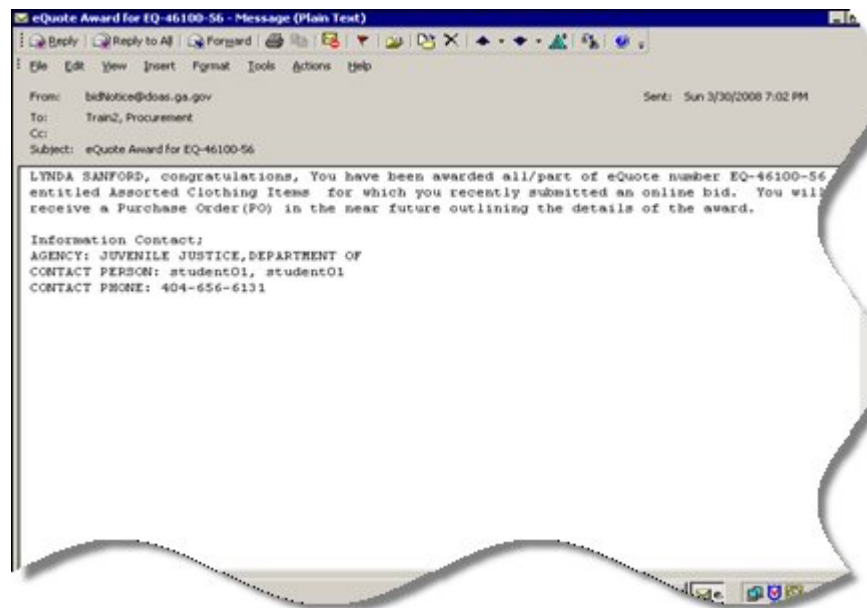 eQuote Award for EQ-46100-56 - Message (Plain Text)
Reply Reply to All Forward
File Edit View Insert Format Tools Actions Help
From: bidNotice@doas.ga.gov Sent: Sun 3/30/2008 7:02 PM
To: Train2, Procurement
Cc:
Subject: eQuote Award for EQ-46100-56
LYNDA SANFORD, congratulations, You have been awarded all/part of eQuote number EQ-46100-56
entitled Assorted Clothing Items for which you recently submitted an online bid. You will
receive a Purchase Order(PO) in the near future outlining the details of the award.
Information Contact;
AGENCY: JUVENILE JUSTICE,DEPARTMENT OF
CONTACT PERSON: student01, student01
CONTACT PHONE: 404-656-6131